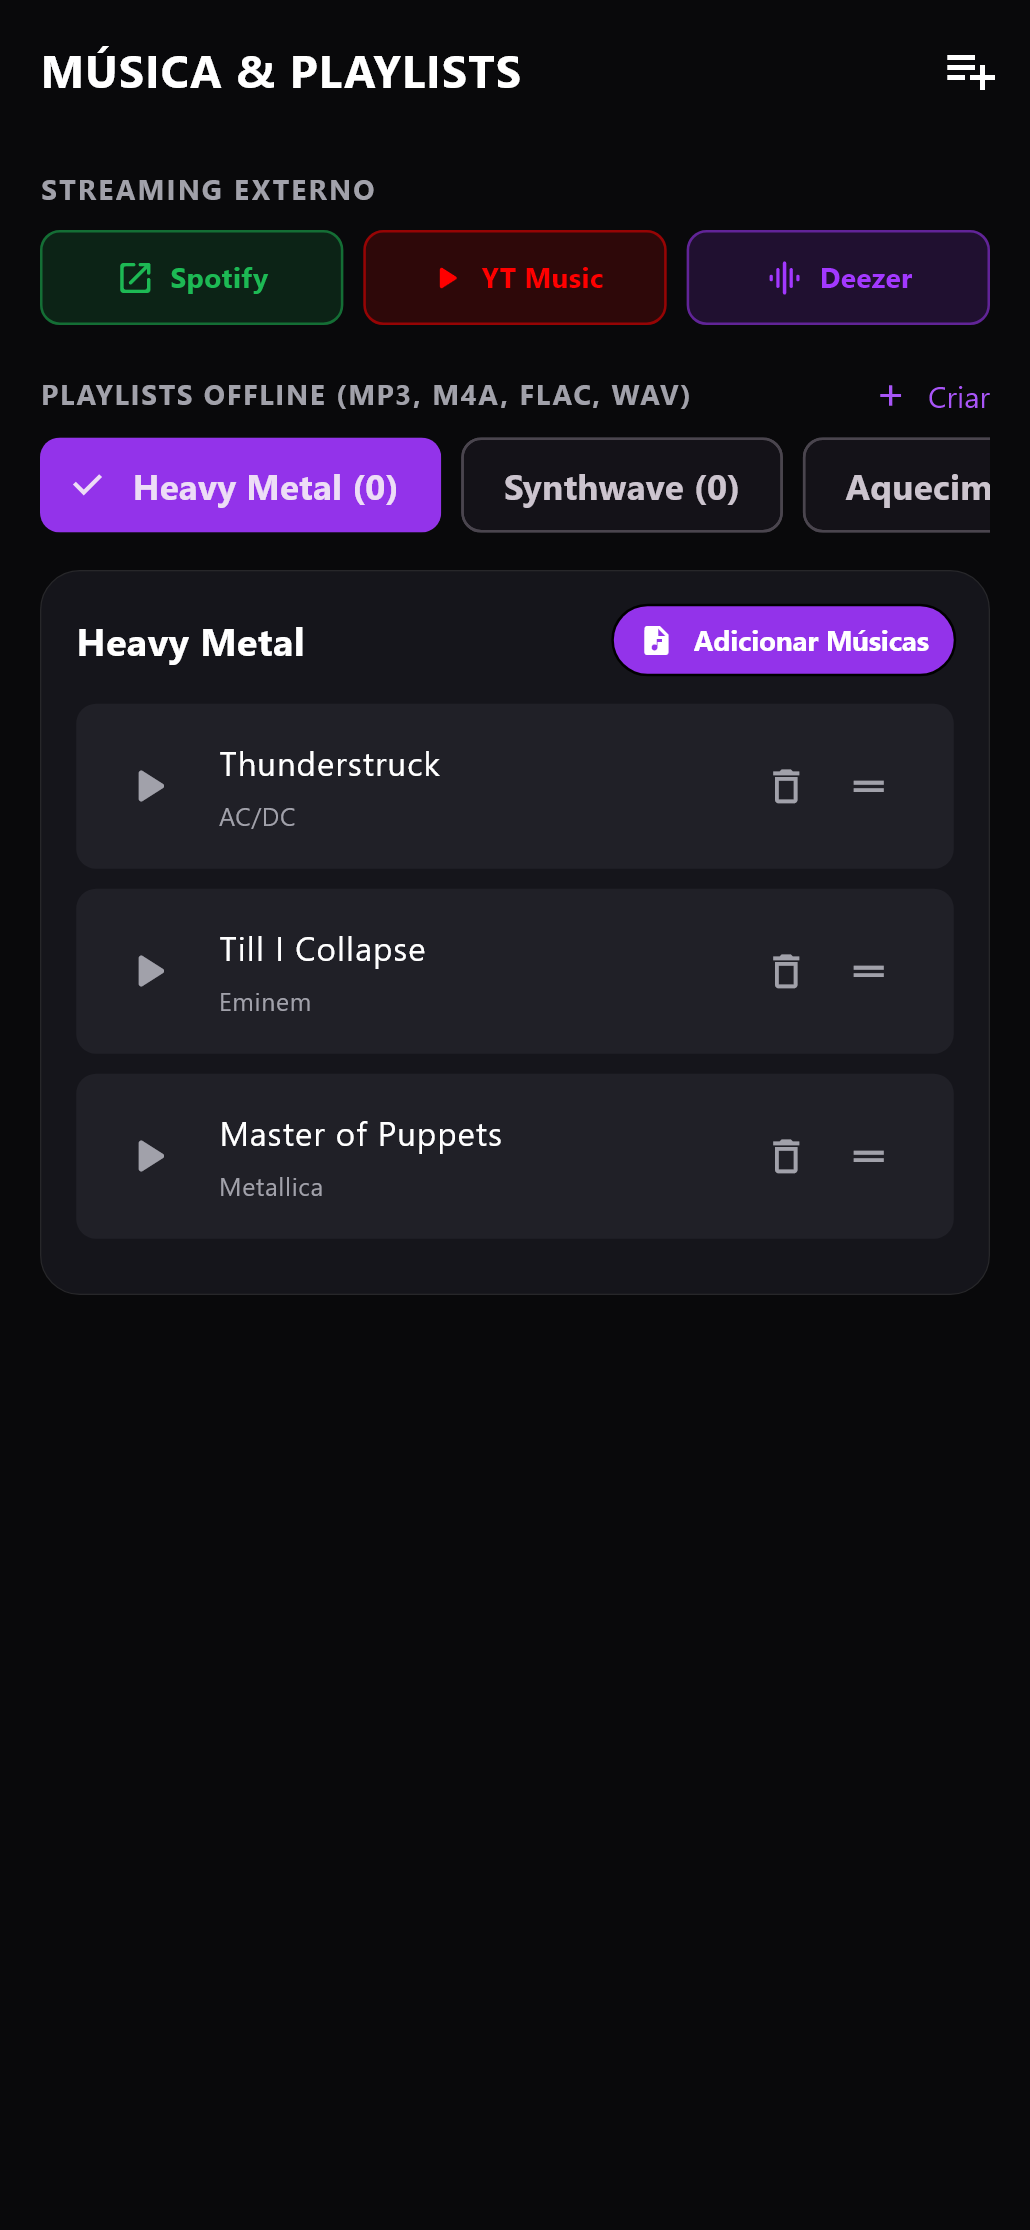 MÚSICA & PLAYLISTS
STREAMING EXTERNO
Spotify
YT Music
Deezer
PLAYLISTS OFFLINE (MP3, M4A, FLAC, WAV)
+ Criar
Heavy Metal (0)
Synthwave (0)
Aquecim
Heavy Metal
Adicionar Músicas
Thunderstruck
AC/DC
Till I Collapse
Eminem
Master of Puppets
Metallica